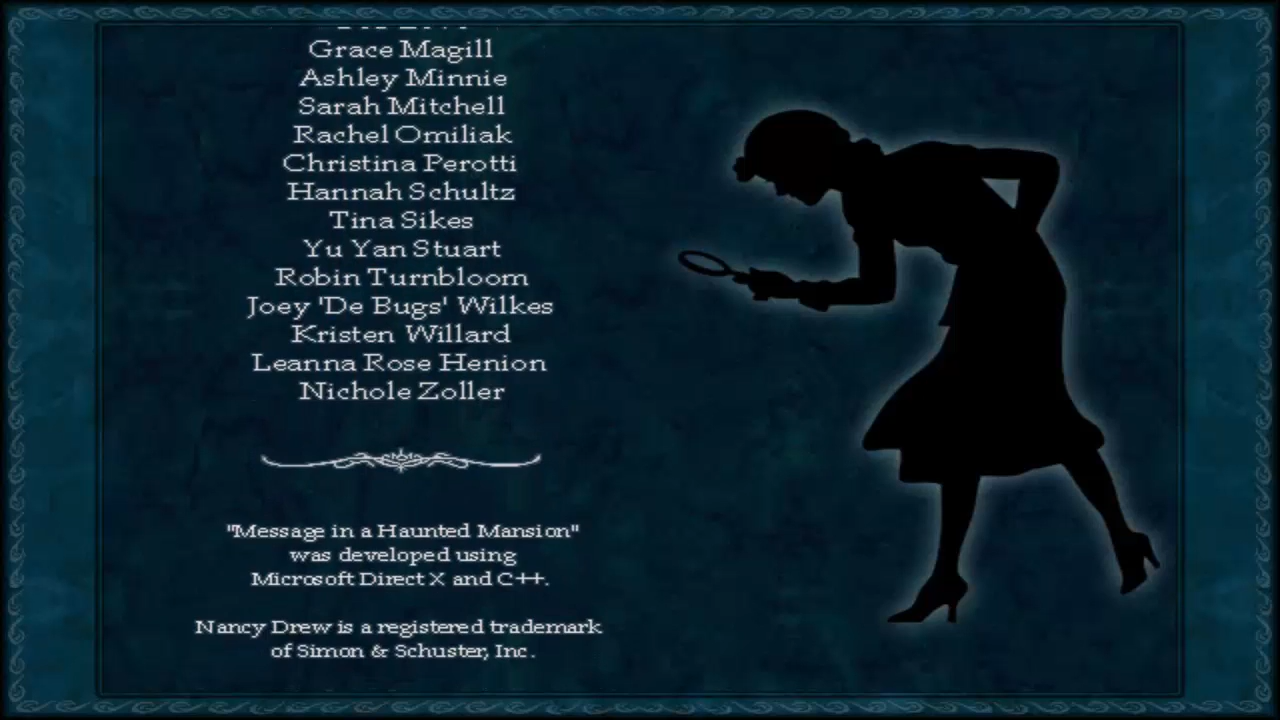 Grace Magill
Ashley Minnie
Sarah Mitchell
Rachel Omiliak
Christina Perotti
Hannah Schultz
Tina Sikes
Yu Yan Stuart
Robin Turnbloom
Joey 'De Bugs' Wilkes
Kristen Willard
Leanna Rose Henion
Nichole Zoller
"Message in a Haunted Mansion"
was developed using
Microsoft Direct X and C++.
Nancy Drew is a registered trademark
of Simon & Schuster, Inc.